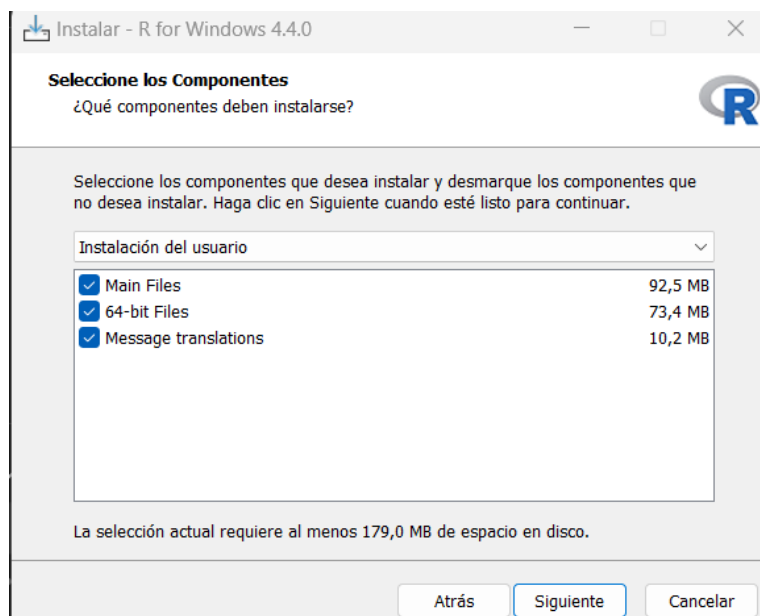 Instalar - R for Windows 4.4.0
Seleccione los Componentes
¿Qué componentes deben instalarse?
R
Seleccione los componentes que desea instalar y desmarque los componentes que
no desea instalar. Haga clic en Siguiente cuando esté listo para continuar.
Instalación del usuario
Main Files 92,5 MB
64-bit Files 73,4 MB
Message translations 10,2 MB
La selección actual requiere al menos 179,0 MB de espacio en disco.
Atrás Siguiente Cancelar